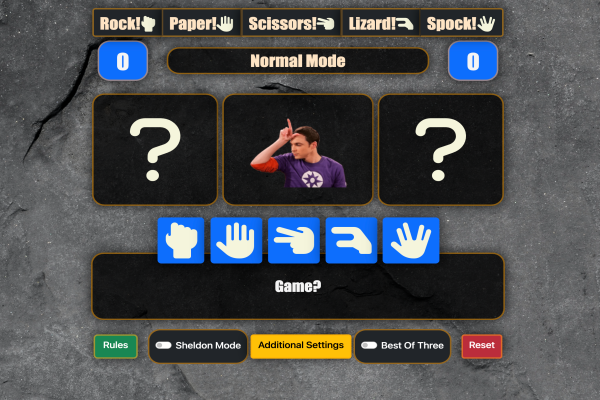 Rock! Paper! Scissors! Lizard! Spock!
0 Normal Mode 0
? ?
Game?
Rules Sheldon Mode Additional Settings Best Of Three Reset